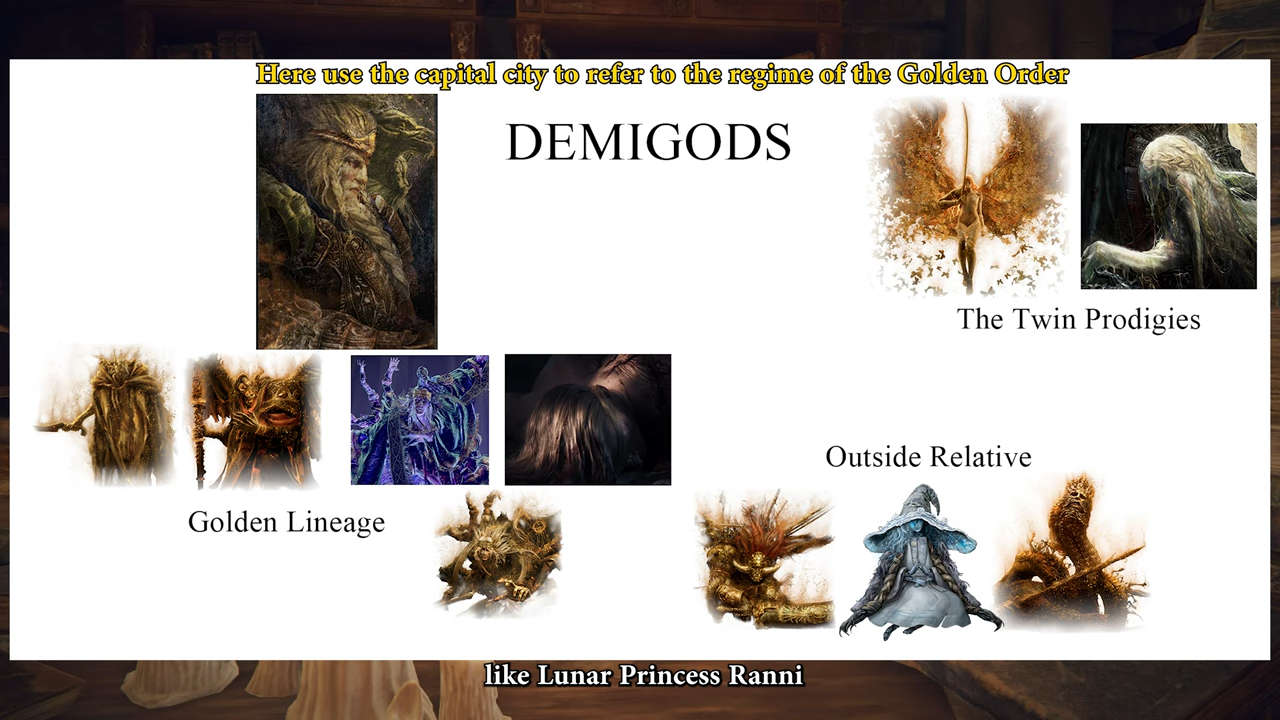 Here use the capital city to refer to the regime of the Golden Order
DEMIGODS
The Twin Prodigies
Outside Relative
Golden Lineage
like Lunar Princess Ranni